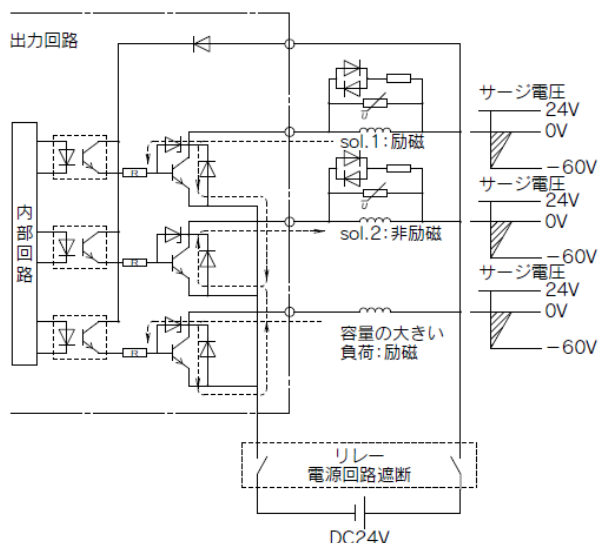 出力回路
サージ電圧
24V
0V
−60V
sol.1:励磁
R
υ
サージ電圧
24V
0V
−60V
sol.2:非励磁
R
υ
内部回路
サージ電圧
24V
0V
−60V
容量の大きい
負荷:励磁
R
リレー
電源回路遮断
DC24V